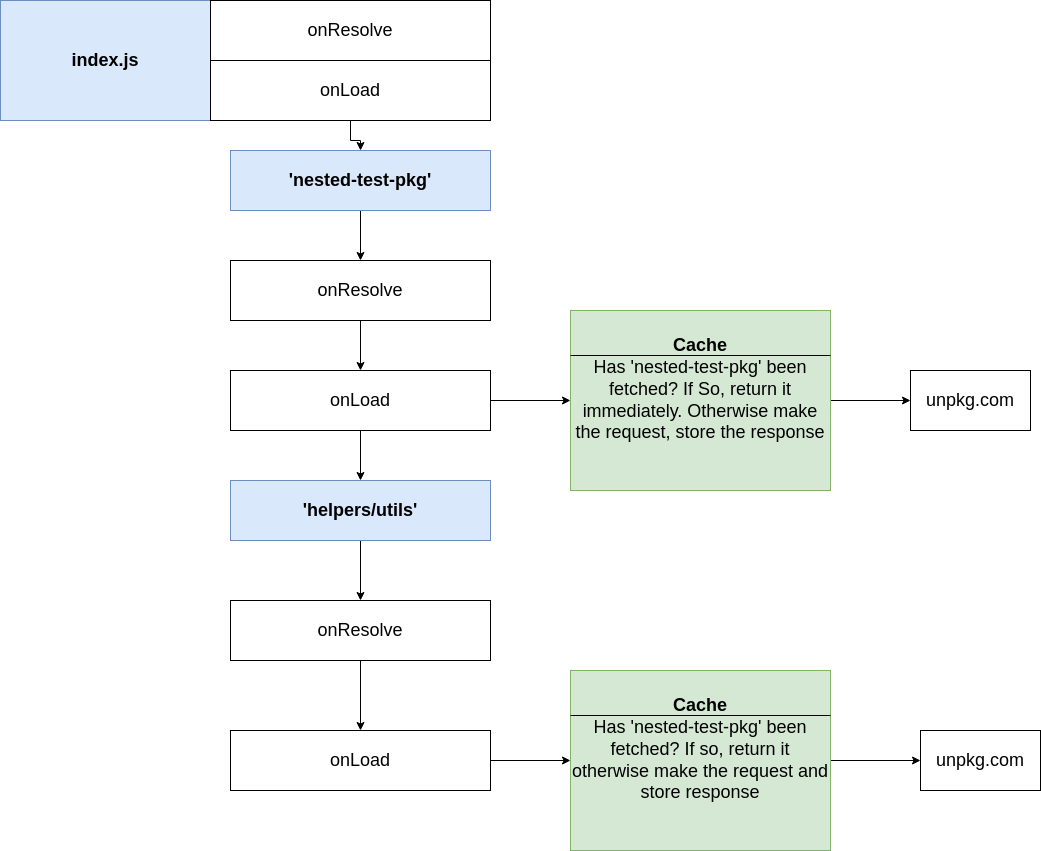 index.js
onResolve
onLoad
'nested-test-pkg'
onResolve
onLoad
Cache
Has 'nested-test-pkg' been
fetched? If So, return it
immediately. Otherwise make
the request, store the response
unpkg.com
'helpers/utils'
onResolve
onLoad
Cache
Has 'nested-test-pkg' been
fetched? If so, return it
otherwise make the request and
store response
unpkg.com